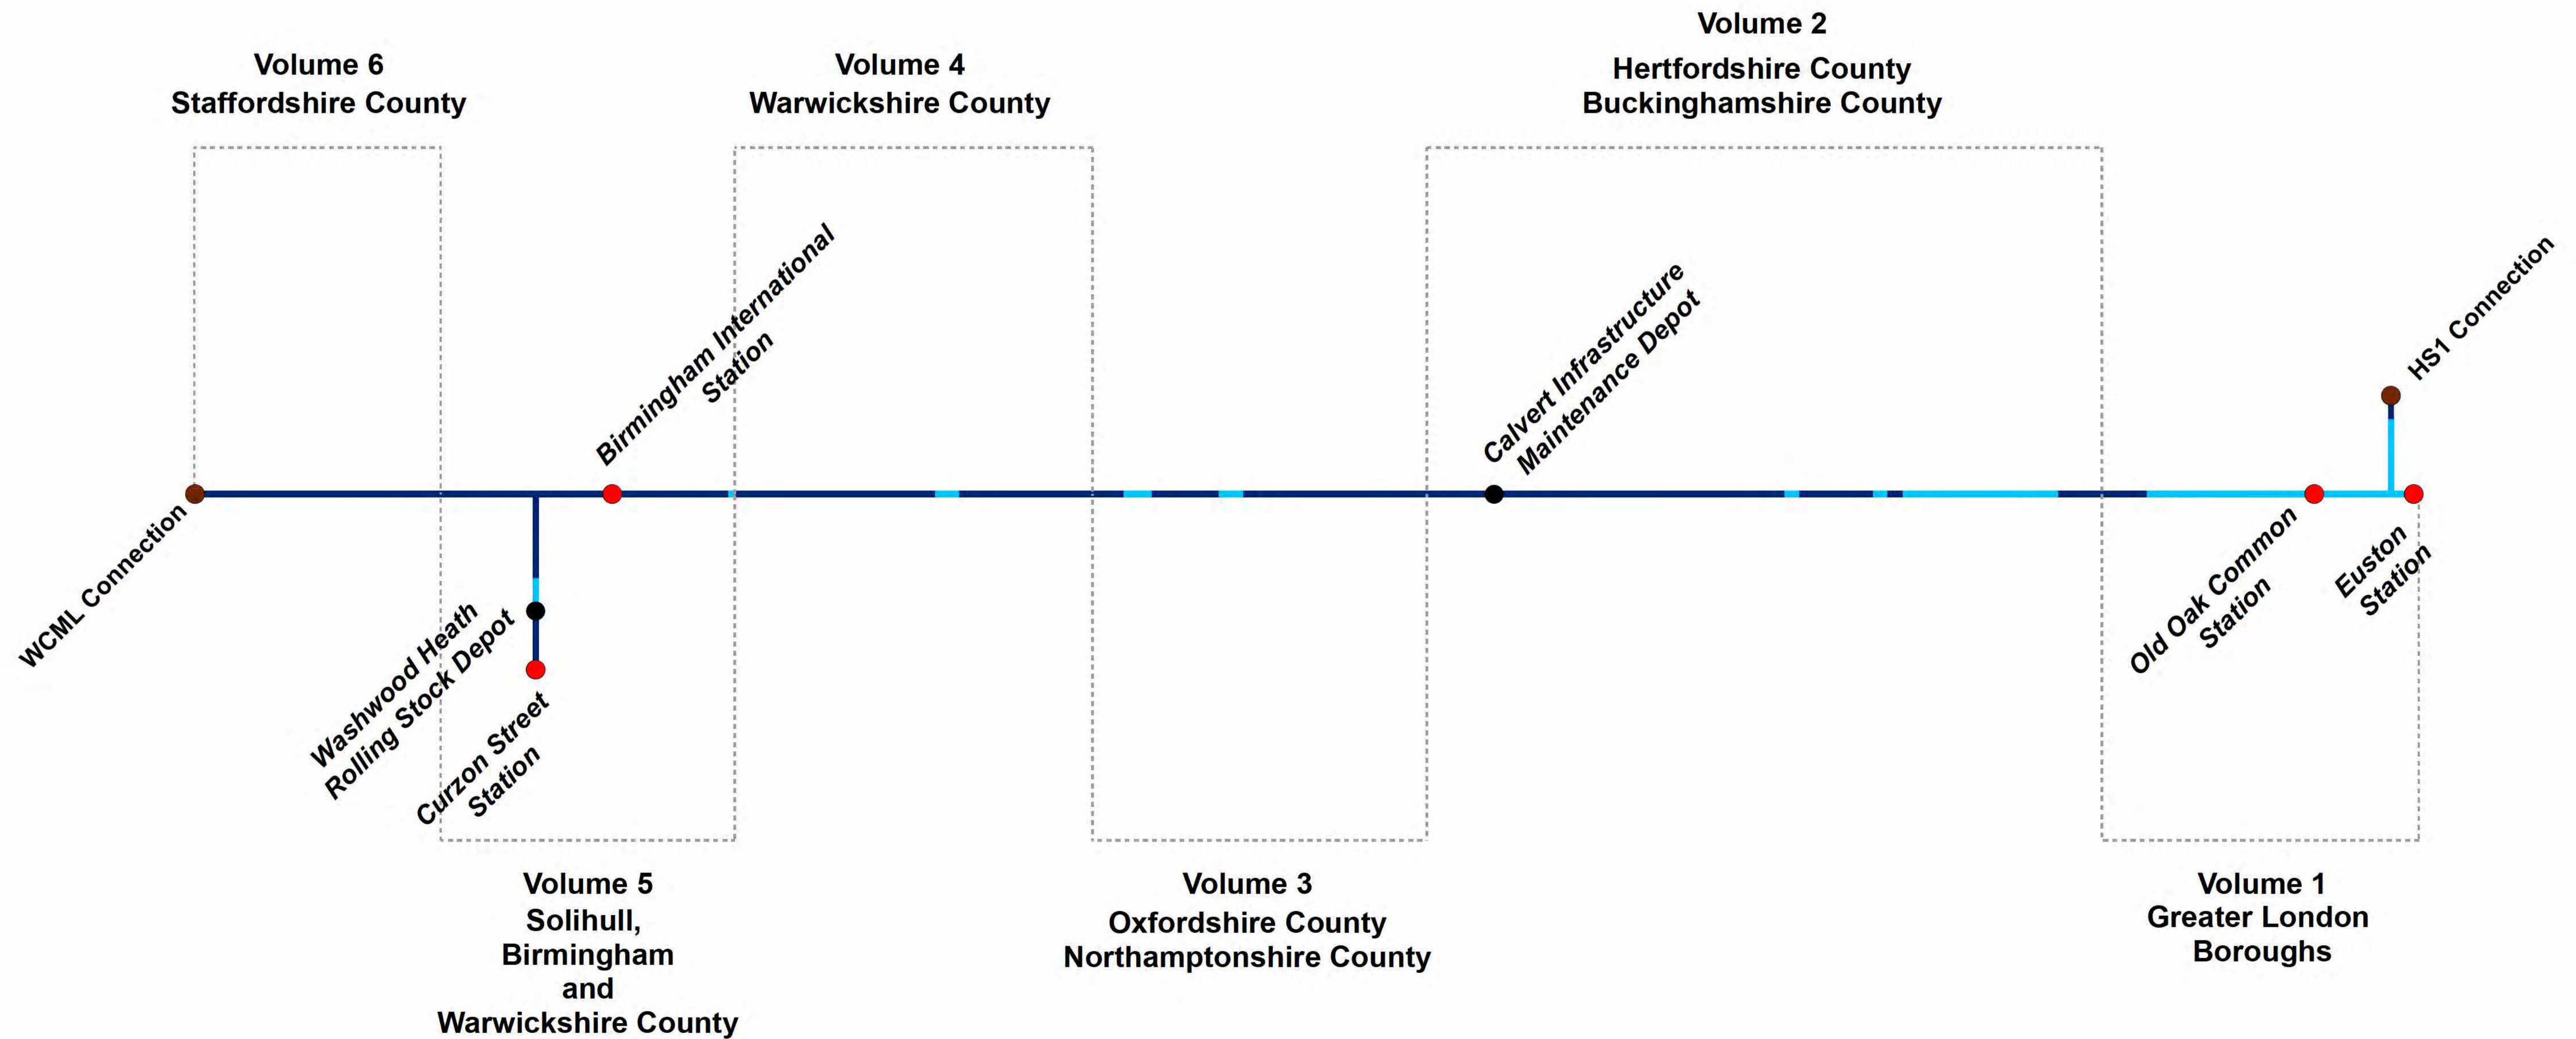 Volume 6
Staffordshire County
Volume 4
Warwickshire County
Volume 2
Hertfordshire County
Buckinghamshire County
WCML Connection
Birmingham International
Station
Washwood Heath
Rolling Stock Depot
Curzon Street
Station
Calvert Infrastructure
Maintenance Depot
Old Oak Common
Station
Euston
Station
HS1 Connection
Volume 5
Solihull,
Birmingham
and
Warwickshire County
Volume 3
Oxfordshire County
Northamptonshire County
Volume 1
Greater London
Boroughs